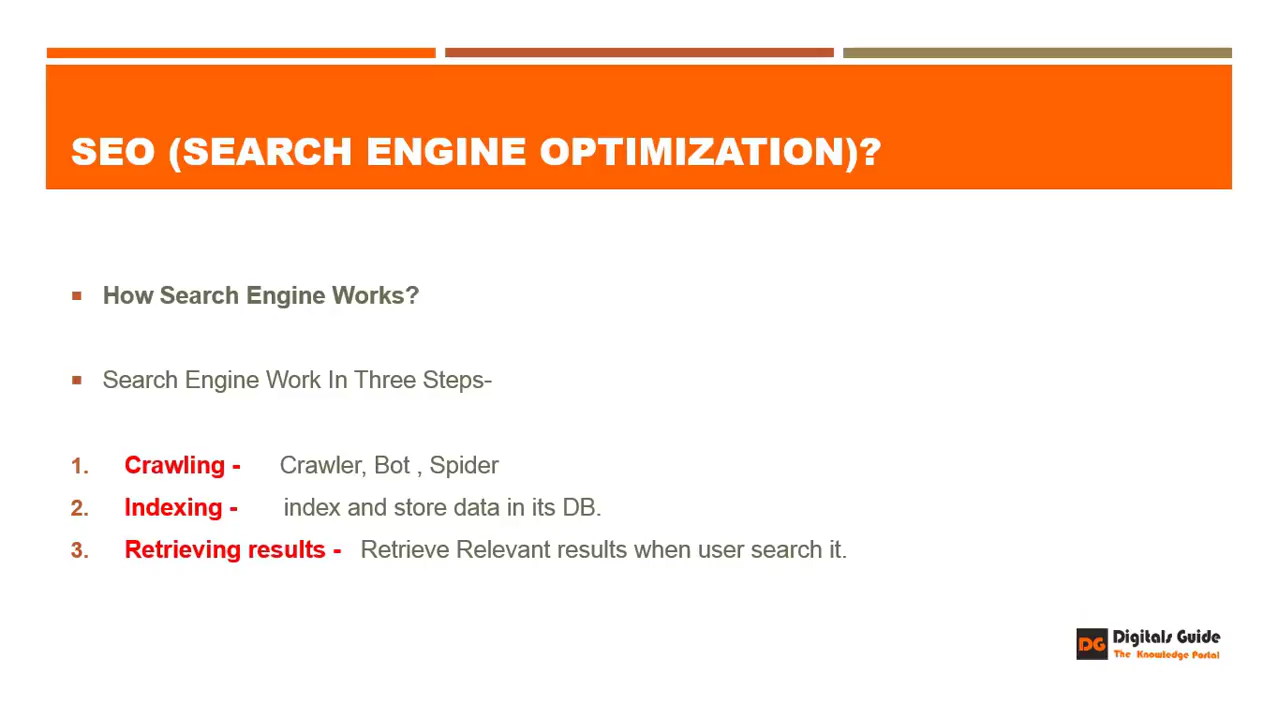 SEO (SEARCH ENGINE OPTIMIZATION)?
How Search Engine Works?
Search Engine Work In Three Steps-
1. Crawling - Crawler, Bot , Spider
2. Indexing - index and store data in its DB.
3. Retrieving results - Retrieve Relevant results when user search it.
DG Digitals Guide
The Knowledge Portal